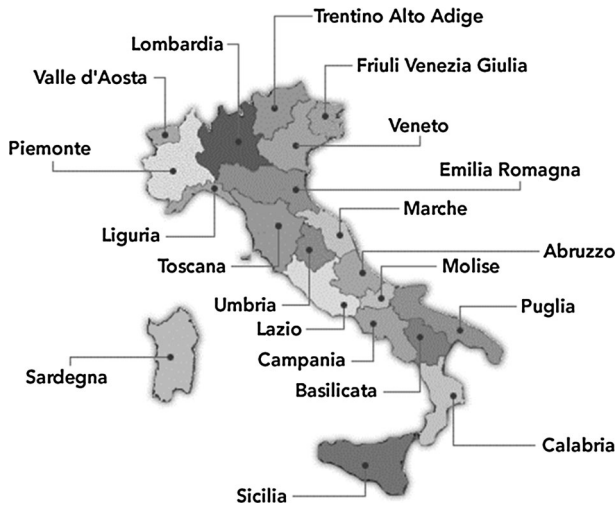 Trentino Alto Adige
Lombardia
Friuli Venezia Giulia
Valle d'Aosta
Veneto
Piemonte
Emilia Romagna
Marche
Liguria
Abruzzo
Toscana
Molise
Umbria
Puglia
Lazio
Campania
Sardegna
Basilicata
Calabria
Sicilia